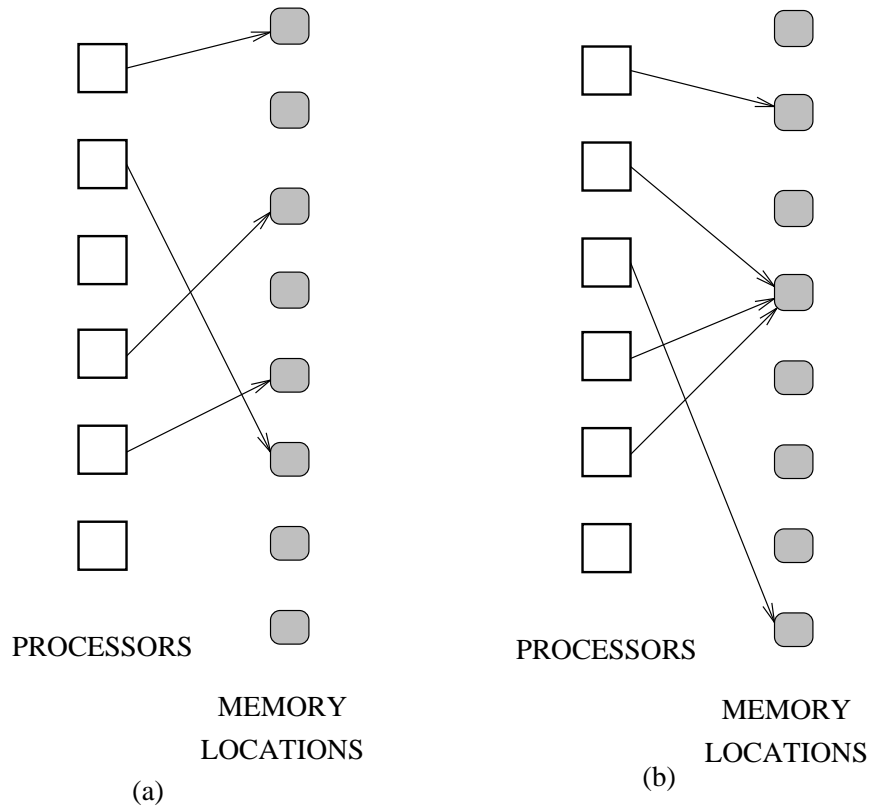 PROCESSORS
MEMORY
LOCATIONS
(a)
PROCESSORS
MEMORY
LOCATIONS
(b)